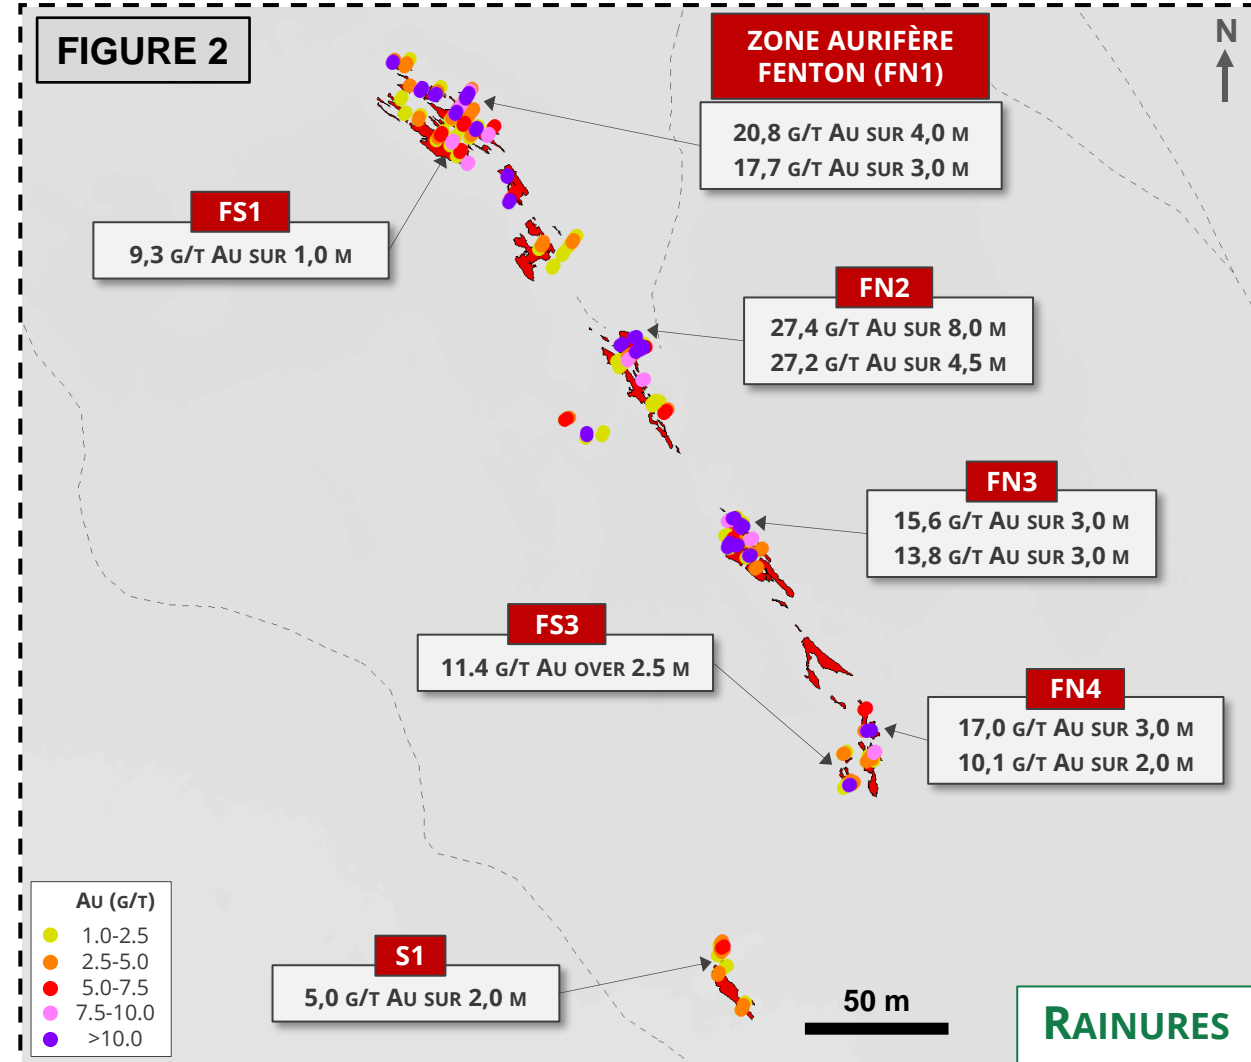 FIGURE 2
ZONE AURIFÈRE
FENTON (FN1)
20,8 G/T AU SUR 4,0 M
17,7 G/T AU SUR 3,0 M
N
FS1
9,3 G/T AU SUR 1,0 M
FN2
27,4 G/T AU SUR 8,0 M
27,2 G/T AU SUR 4,5 M
FN3
15,6 G/T AU SUR 3,0 M
13,8 G/T AU SUR 3,0 M
FS3
11.4 G/T AU OVER 2.5 M
FN4
17,0 G/T AU SUR 3,0 M
10,1 G/T AU SUR 2,0 M
AU (G/T)
1.0-2.5
2.5-5.0
5.0-7.5
7.5-10.0
>10.0
S1
5,0 G/T AU SUR 2,0 M
50 m
RAINURES